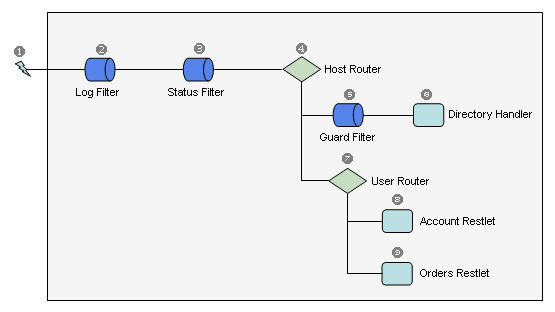 1
2
3
4
Host Router
Log Filter
Status Filter
5
6
Directory Handler
Guard Filter
7
User Router
8
Account Restlet
9
Orders Restlet